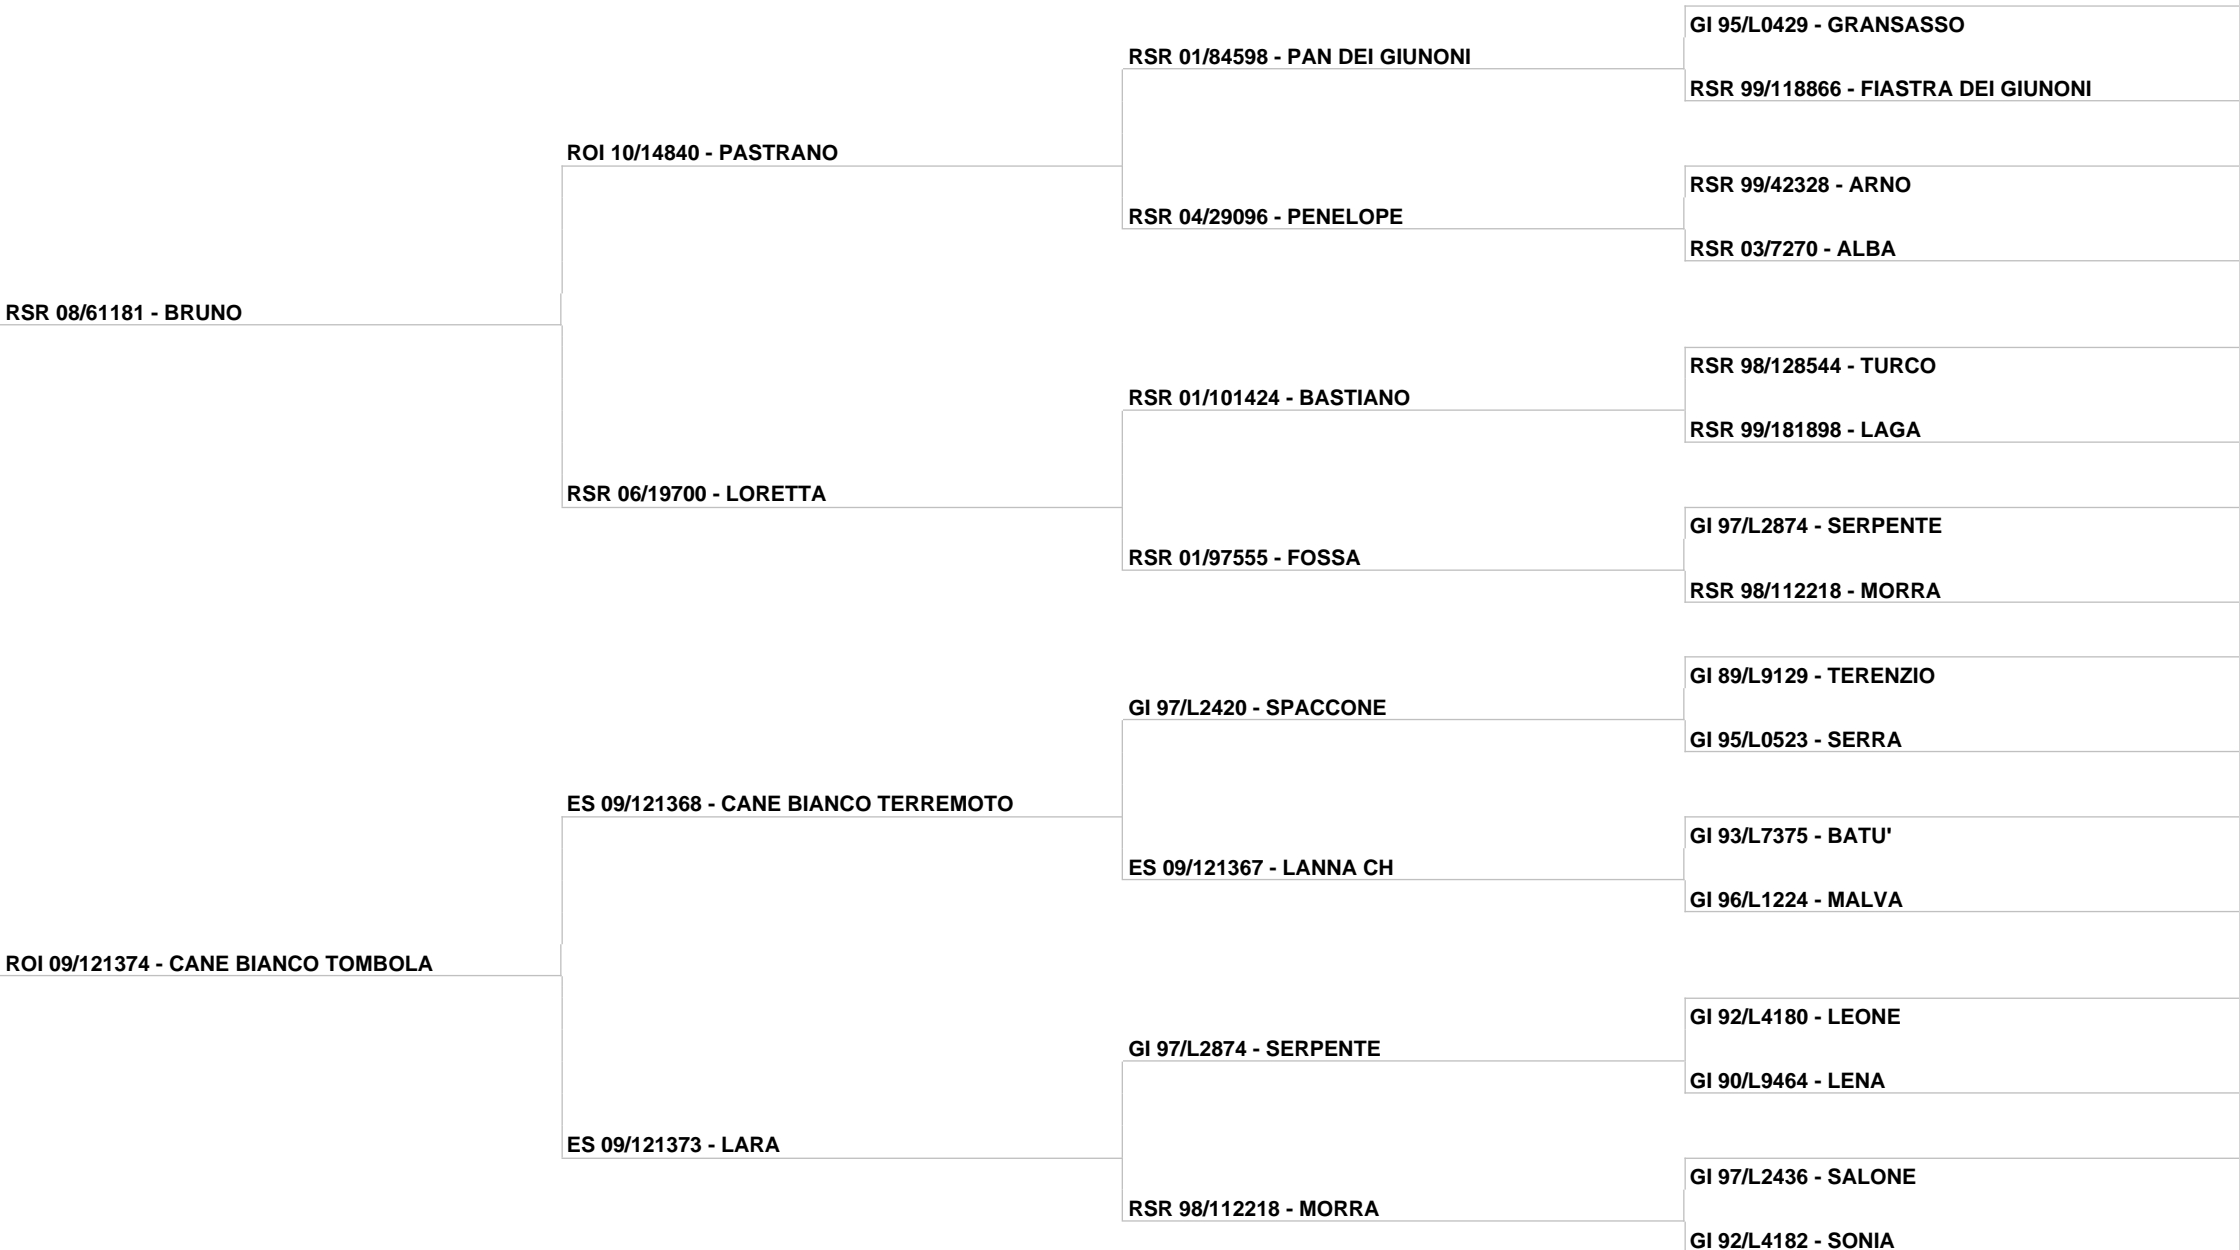 GI 95/L0429 - GRANSASSO
RSR 01/84598 - PAN DEI GIUNONI
RSR 99/118866 - FIASTRA DEI GIUNONI
ROI 10/14840 - PASTRANO
RSR 99/42328 - ARNO
RSR 04/29096 - PENELOPE
RSR 03/7270 - ALBA
RSR 08/61181 - BRUNO
RSR 98/128544 - TURCO
RSR 01/101424 - BASTIANO
RSR 99/181898 - LAGA
RSR 06/19700 - LORETTA
GI 97/L2874 - SERPENTE
RSR 01/97555 - FOSSA
RSR 98/112218 - MORRA
GI 89/L9129 - TERENZIO
GI 97/L2420 - SPACCONE
GI 95/L0523 - SERRA
ES 09/121368 - CANE BIANCO TERREMOTO
GI 93/L7375 - BATU'
ES 09/121367 - LANNA CH
GI 96/L1224 - MALVA
ROI 09/121374 - CANE BIANCO TOMBOLA
GI 92/L4180 - LEONE
GI 97/L2874 - SERPENTE
GI 90/L9464 - LENA
ES 09/121373 - LARA
GI 97/L2436 - SALONE
RSR 98/112218 - MORRA
GI 92/L4182 - SONIA